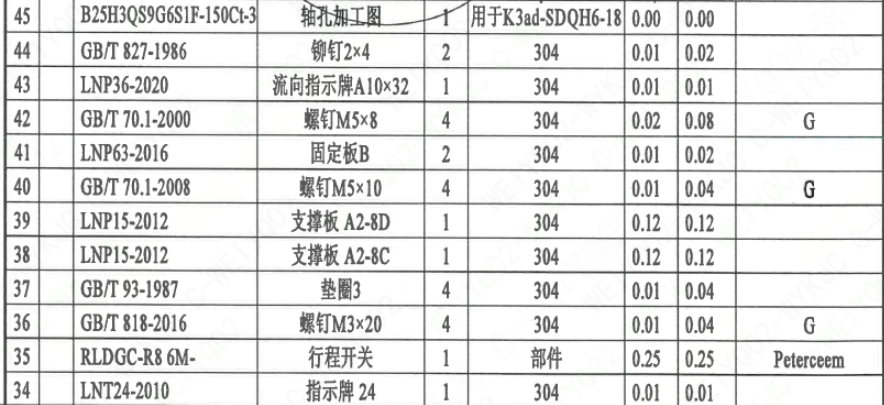 45 B25H3QS9G6S1F-150Ct-3 轴孔加工图 1 用于K3ad-SDQH6-18 0.00 0.00
44 GB/T 827-1986 铆钉2×4 2 304 0.01 0.02
43 LNP36-2020 流向指示牌A10×32 1 304 0.01 0.01
42 GB/T 70.1-2000 螺钉M5×8 4 304 0.02 0.08 G
41 LNP63-2016 固定板B 2 304 0.01 0.02
40 GB/T 70.1-2008 螺钉M5×10 4 304 0.01 0.04 G
39 LNP15-2012 支撑板 A2-8D 1 304 0.12 0.12
38 LNP15-2012 支撑板 A2-8C 1 304 0.12 0.12
37 GB/T 93-1987 垫圈3 4 304 0.01 0.04
36 GB/T 818-2016 螺钉M3×20 4 304 0.01 0.04 G
35 RLDGC-R8 6M- 行程开关 1 部件 0.25 0.25 Peterceem
34 LNT24-2010 指示牌 24 1 304 0.01 0.01